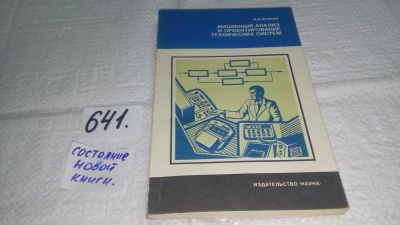 641.
состояние
новой
книги.
МАШИННЫЙ АНАЛИЗ
И ПРОЕКТИРОВАНИЕ
ТЕХНИЧЕСКИХ СИСТЕМ
ИЗДАТЕЛЬСТВО «НАУКА»